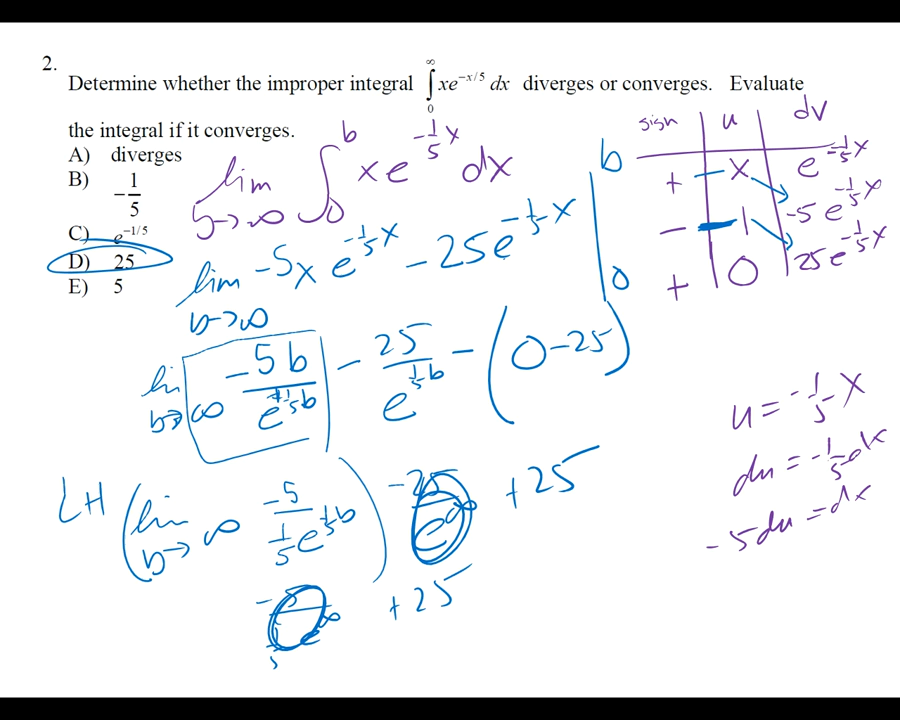 2.
Determine whether the improper integral ∫₀^∞ xe^{-x/5} dx diverges or converges. Evaluate
the integral if it converges.
A) diverges
B) -1/5
C) e^{-1/5}
D) 25
E) 5
lim b→∞ ∫₀^b x e^{-1/5 x} dx
sign | u | dv
+ | x | e^{-1/5 x}
- | 1 | -5e^{-1/5 x}
+ | 0 | 25e^{-1/5 x}
lim b→∞ -5x e^{-1/5 x} - 25e^{-1/5 x} |₀^b
lim b→∞ -5b/e^{1/5 b} - 25/e^{1/5 b} - (0-25)
u = -1/5 x
du = -1/5 dx
-5du = dx
LH (lim b→∞ -5/(1/5 e^{1/5 b})) -25/e^∞ +25
+25